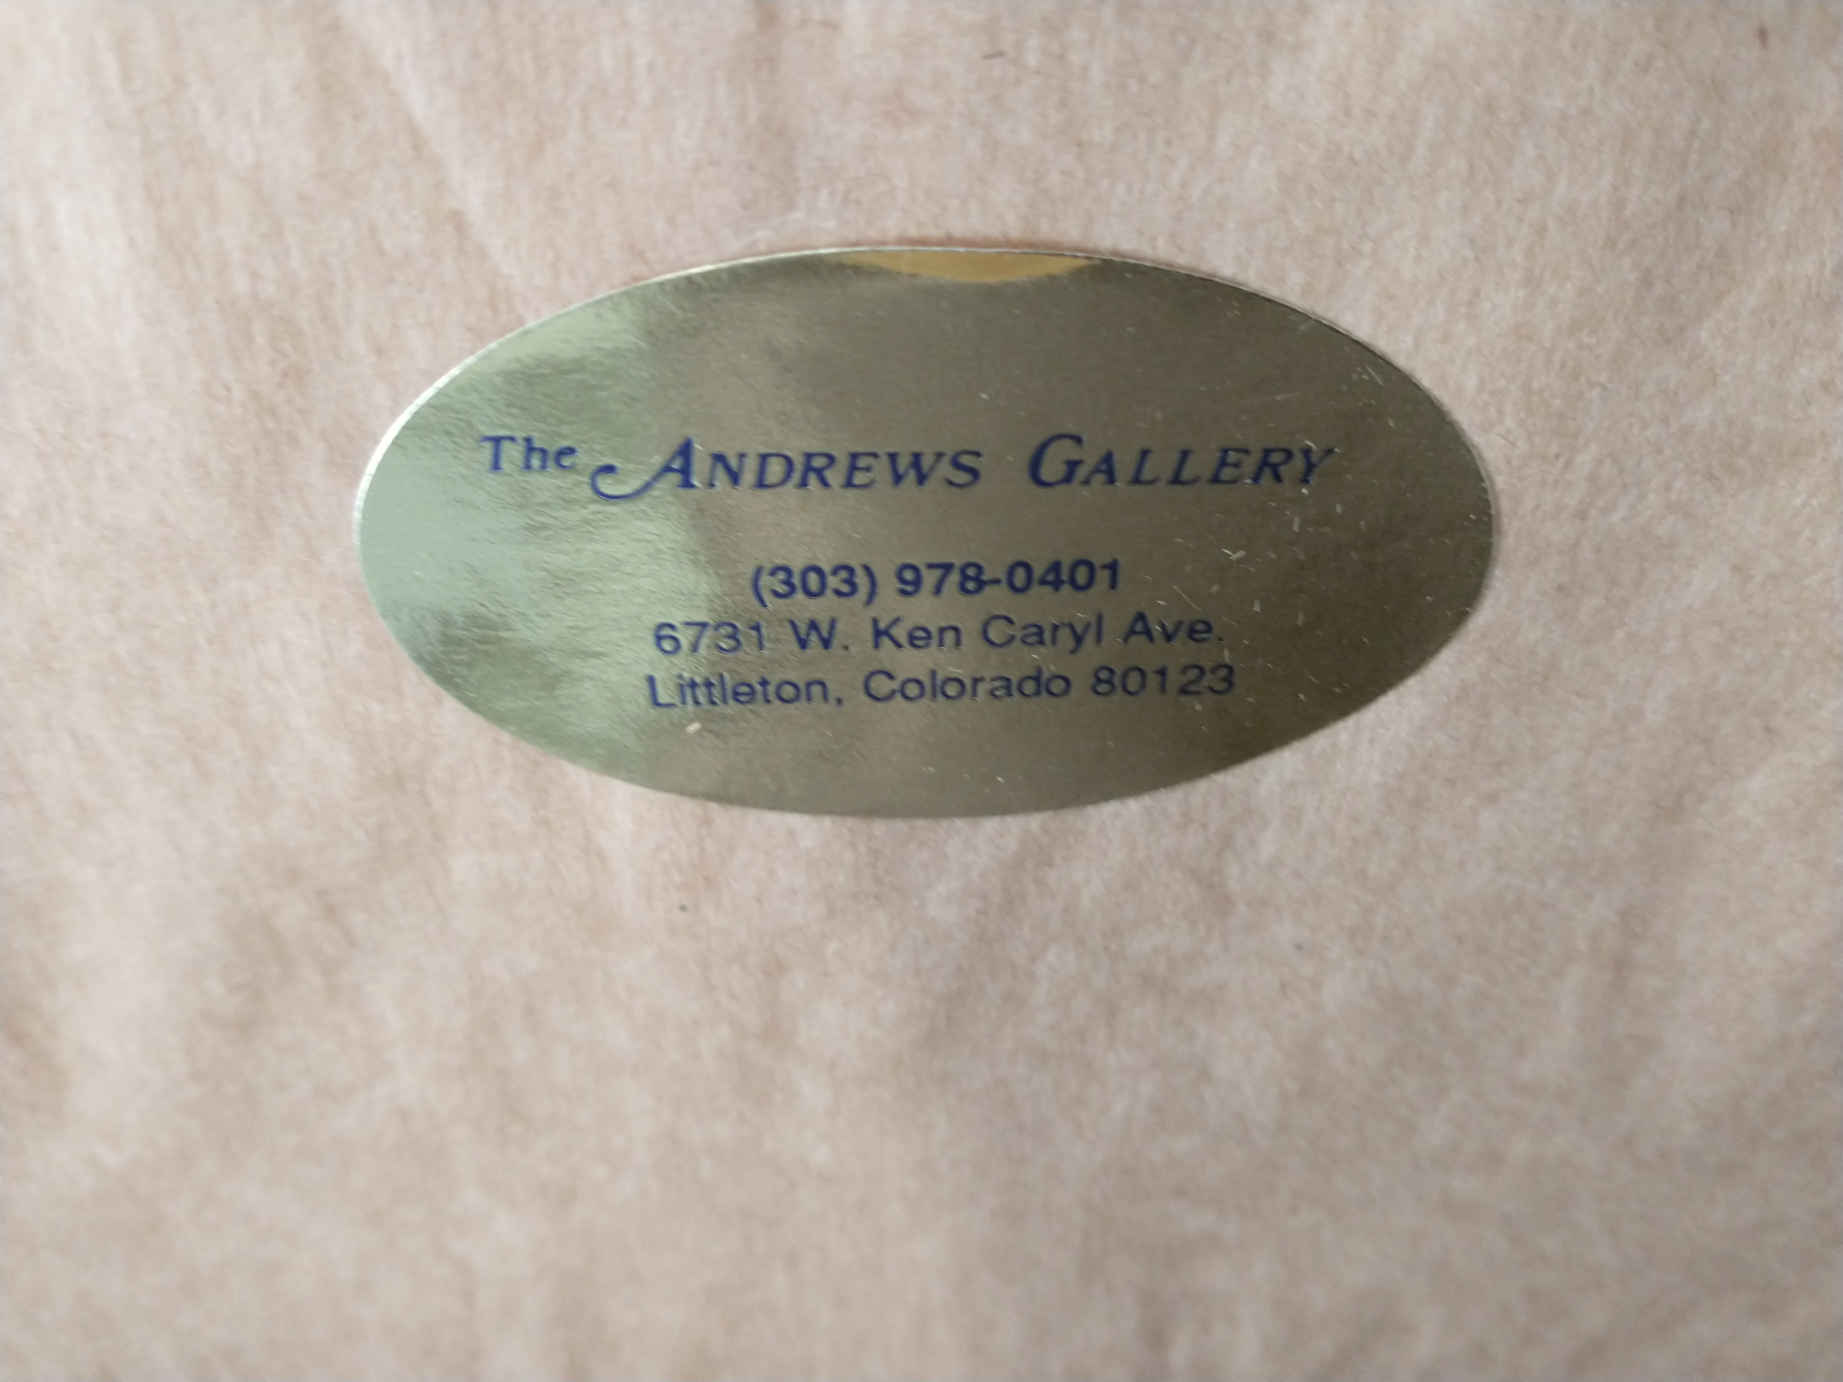 The ANDREWS GALLERY
(303) 978-0401
6731 W. Ken Caryl Ave.
Littleton, Colorado 80123